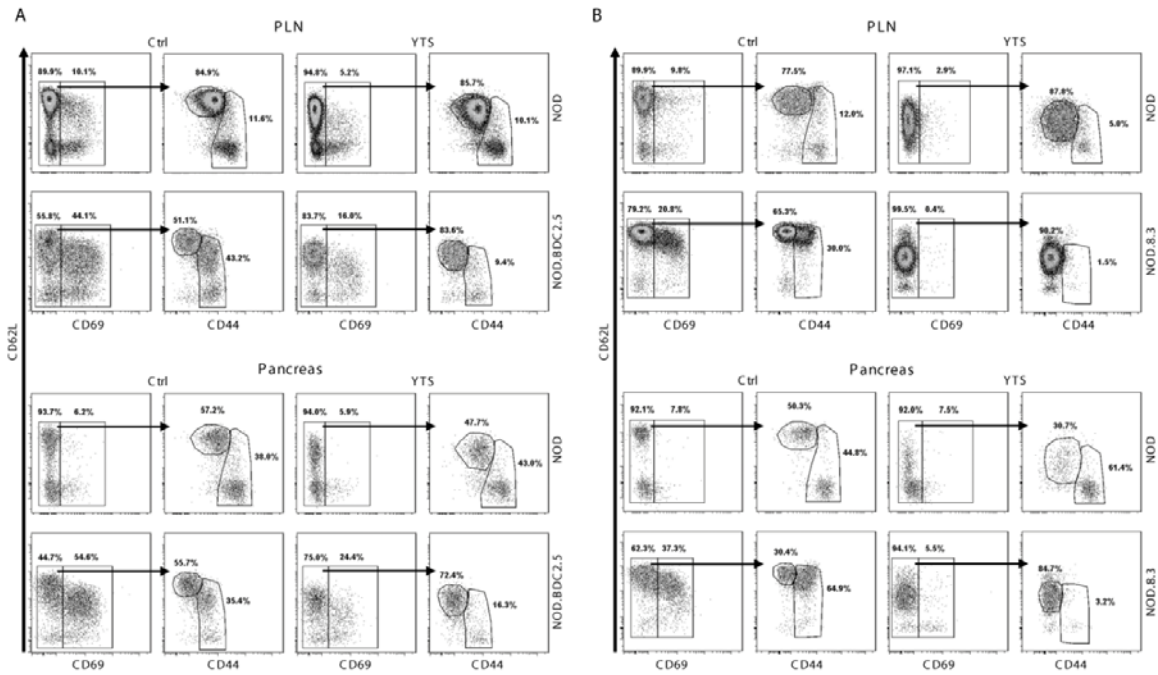 A
PLN
Ctrl
YTS
89.9% 10.1%
84.9%
11.6%
94.8% 5.2%
85.7%
10.1%
NOD
55.8% 44.1%
51.1%
43.2%
83.7% 16.0%
83.6%
9.4%
NOD.BDC2.5
CD69
CD44
CD69
CD44
CD62L
Pancreas
Ctrl
YTS
93.7% 6.2%
57.2%
38.0%
94.0% 5.9%
47.7%
43.0%
NOD
44.7% 54.6%
55.7%
35.4%
75.0% 24.4%
72.4%
16.3%
NOD.BDC2.5
CD69
CD44
CD69
CD44
B
PLN
Ctrl
YTS
89.9% 9.8%
77.5%
12.0%
97.1% 2.9%
87.8%
5.0%
NOD
79.2% 20.8%
65.3%
30.0%
99.5% 0.4%
90.2%
1.5%
NOD.8.3
CD69
CD44
CD69
CD44
CD62L
Pancreas
Ctrl
YTS
92.1% 7.8%
50.3%
44.8%
92.0% 7.5%
30.7%
61.4%
NOD
62.3% 37.3%
30.4%
64.9%
94.1% 5.5%
84.7%
3.2%
NOD.8.3
CD69
CD44
CD69
CD44